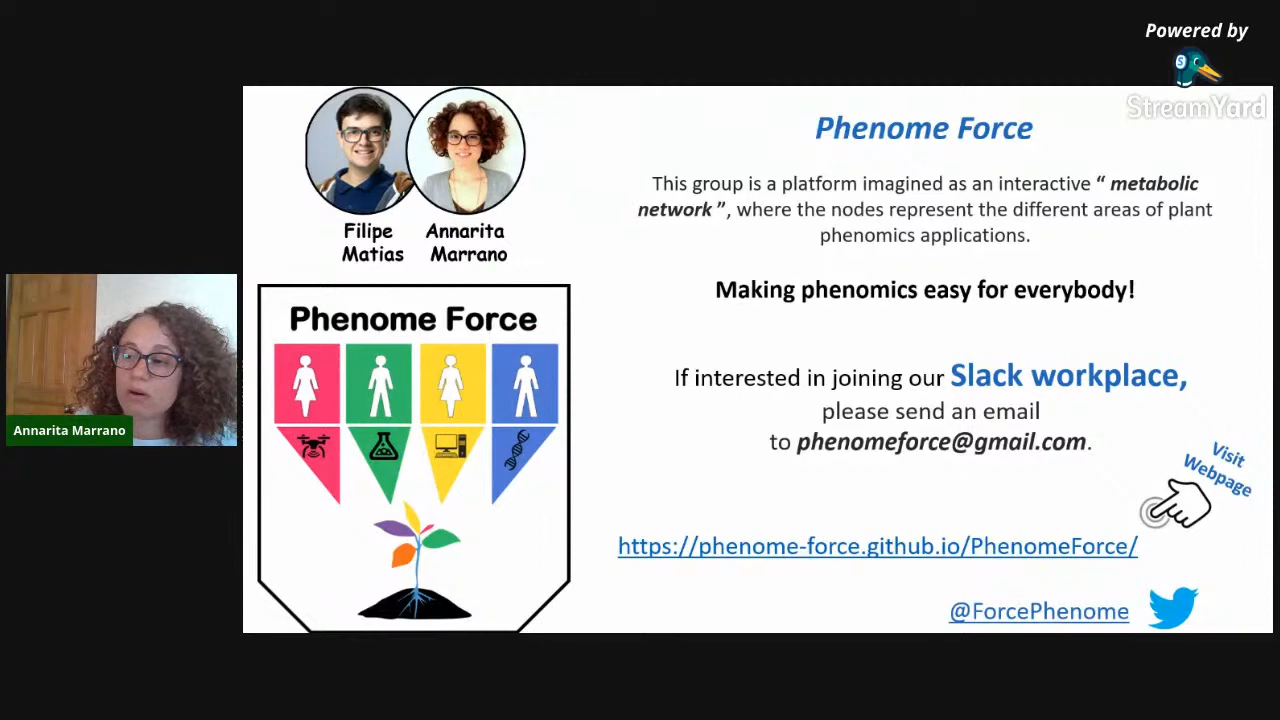 Powered by
StreamYard
Phenome Force
This group is a platform imagined as an interactive “ metabolic
network ”, where the nodes represent the different areas of plant
phenomics applications.
Making phenomics easy for everybody!
If interested in joining our Slack workplace,
please send an email
to phenomeforce@gmail.com.
Visit
Webpage
https://phenome-force.github.io/PhenomeForce/
@ForcePhenome
Filipe
Matias
Annarita
Marrano
Phenome Force
Annarita Marrano